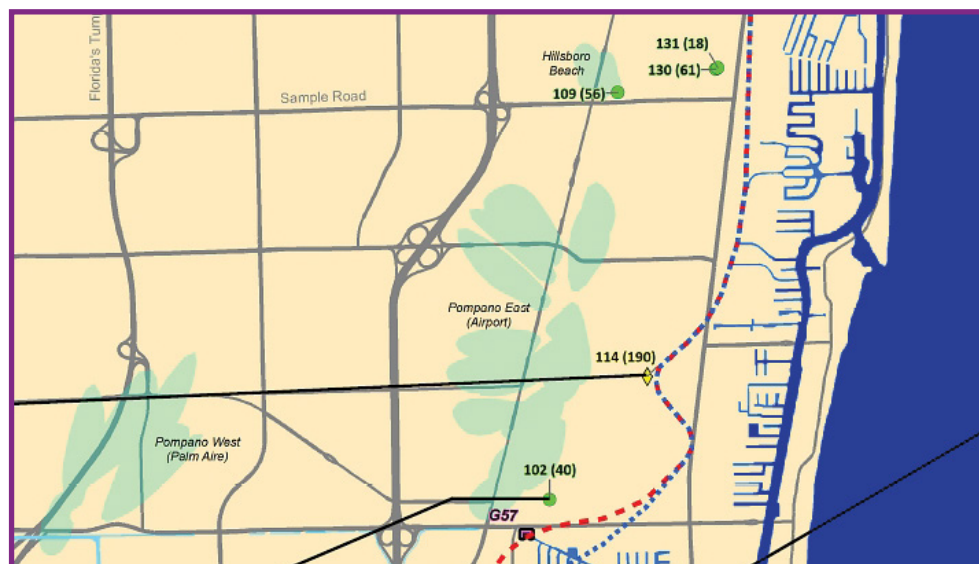 Florida's Turn
Hillsboro
Beach
131 (18)
130 (61)
109 (56)
Sample Road
Pompano East
(Airport)
114 (190)
Pompano West
(Palm Aire)
102 (40)
G57